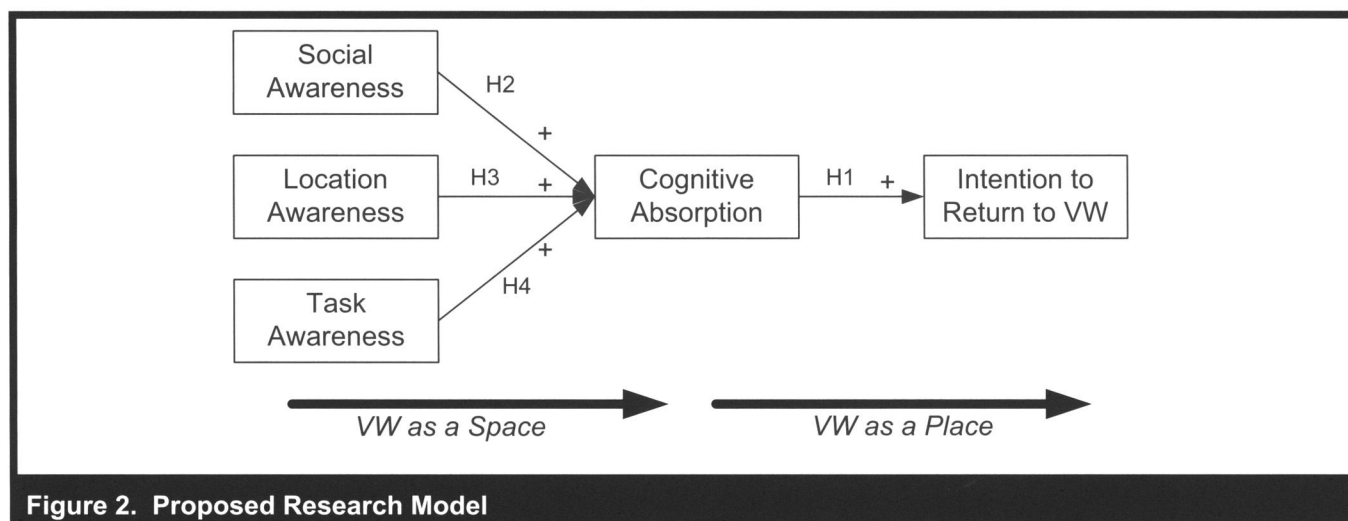 Social
Awareness
H2
+
Location
Awareness
H3
+
Cognitive
Absorption
H1
+
Intention to
Return to VW
+
H4
Task
Awareness
VW as a Space
VW as a Place
Figure 2. Proposed Research Model